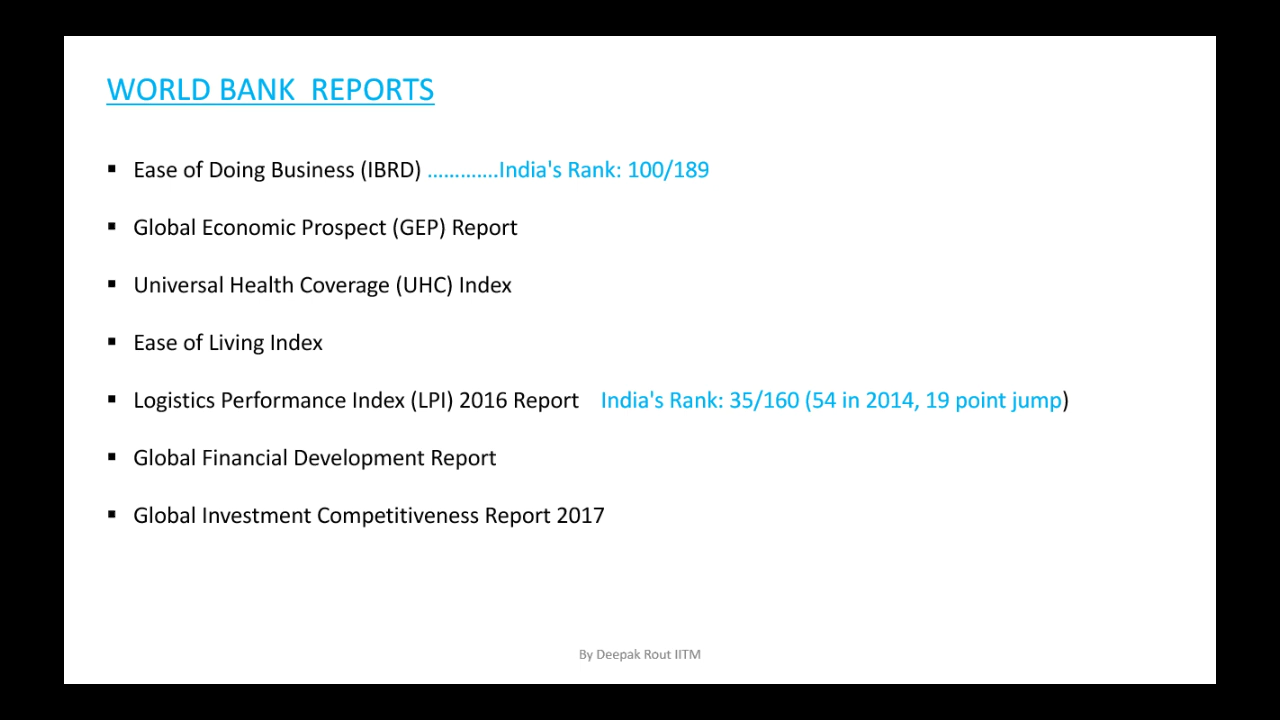 WORLD BANK  REPORTS
▪ Ease of Doing Business (IBRD) .............India's Rank: 100/189
▪ Global Economic Prospect (GEP) Report
▪ Universal Health Coverage (UHC) Index
▪ Ease of Living Index
▪ Logistics Performance Index (LPI) 2016 Report   India's Rank: 35/160 (54 in 2014, 19 point jump)
▪ Global Financial Development Report
▪ Global Investment Competitiveness Report 2017
By Deepak Rout IITM